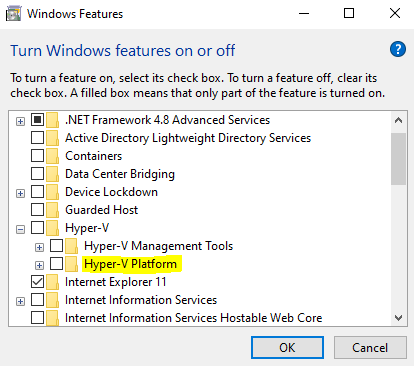 Windows Features
Turn Windows features on or off
To turn a feature on, select its check box. To turn a feature off, clear its
check box. A filled box means that only part of the feature is turned on.
.NET Framework 4.8 Advanced Services
Active Directory Lightweight Directory Services
Containers
Data Center Bridging
Device Lockdown
Guarded Host
Hyper-V
Hyper-V Management Tools
Hyper-V Platform
Internet Explorer 11
Internet Information Services
Internet Information Services Hostable Web Core
OK Cancel